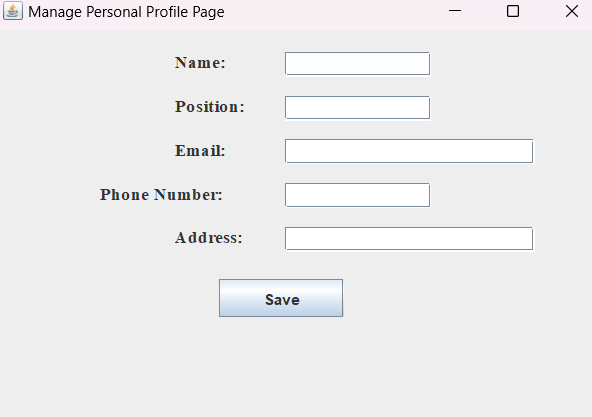 Manage Personal Profile Page
Name:
Position:
Email:
Phone Number:
Address:
Save